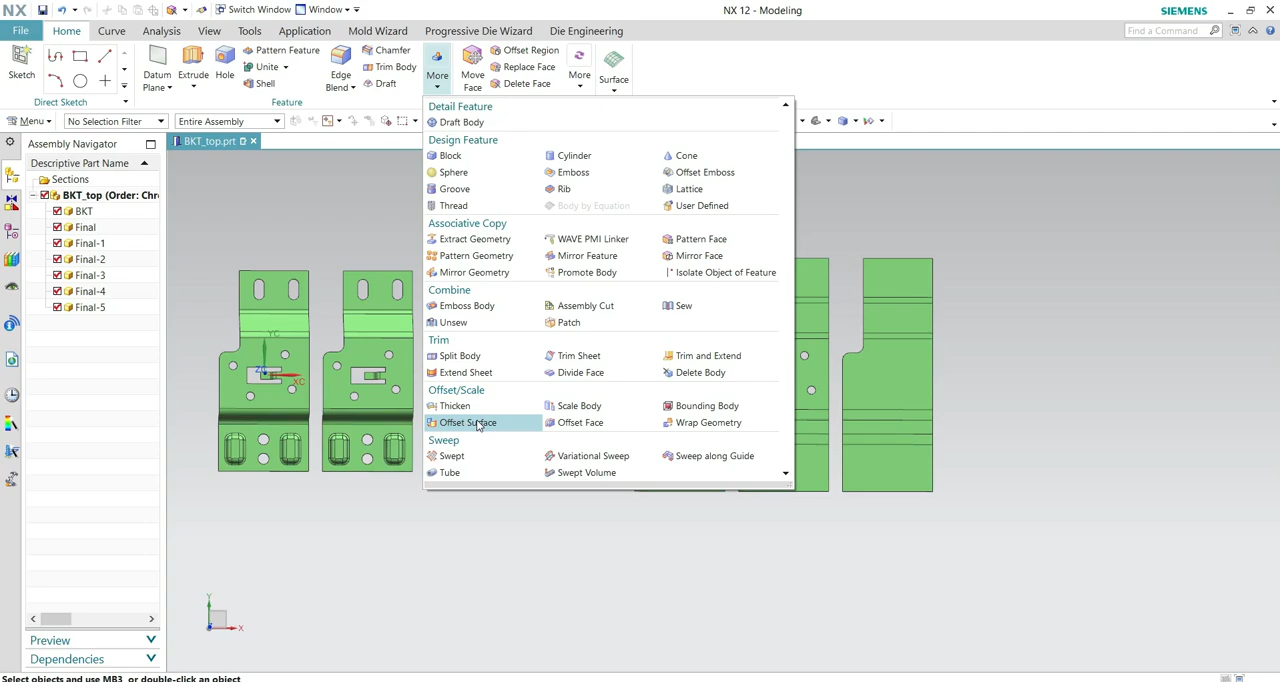 NX Switch Window Window NX 12 - Modeling SIEMENS
File Home Curve Analysis View Tools Application Mold Wizard Progressive Die Wizard Die Engineering Find a Command
Sketch Datum Plane Extrude Hole Pattern Feature Unite Shell Edge Blend Chamfer Trim Body Draft More Move Face Offset Region Replace Face Delete Face More Surface
Direct Sketch Feature
Menu No Selection Filter Entire Assembly
Assembly Navigator BKT_top.prt
Descriptive Part Name
Sections
BKT_top (Order: Chr
BKT
Final
Final-1
Final-2
Final-3
Final-4
Final-5
Preview
Dependencies
Detail Feature
Draft Body
Design Feature
Block Cylinder Cone
Sphere Emboss Offset Emboss
Groove Rib Lattice
Thread Body by Equation User Defined
Associative Copy
Extract Geometry WAVE PMI Linker Pattern Face
Pattern Geometry Mirror Feature Mirror Face
Mirror Geometry Promote Body Isolate Object of Feature
Combine
Emboss Body Assembly Cut Sew
Unsew Patch
Trim
Split Body Trim Sheet Trim and Extend
Extend Sheet Divide Face Delete Body
Offset/Scale
Thicken Scale Body Bounding Body
Offset Surface Offset Face Wrap Geometry
Sweep
Swept Variational Sweep Sweep along Guide
Tube Swept Volume
YC
ZC
XC
Y
X
Select objects and use MB3 or double-click an object